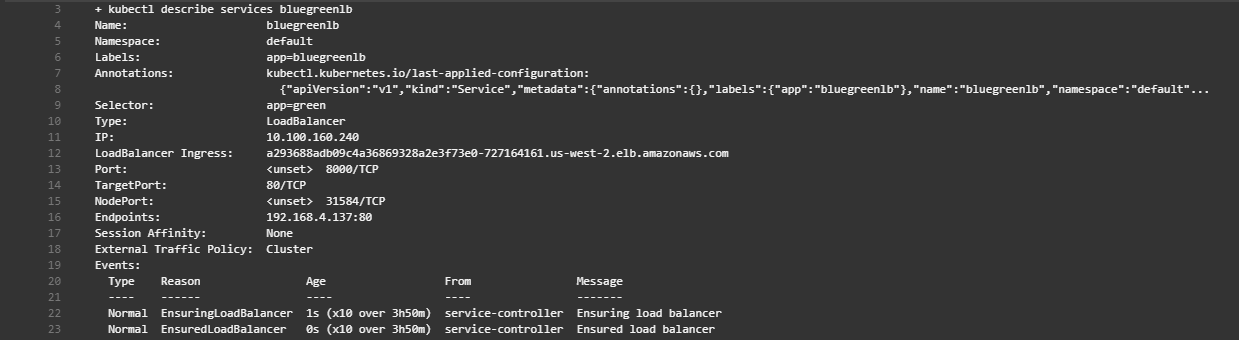 3 + kubectl describe services bluegreenlb
4 Name: bluegreenlb
5 Namespace: default
6 Labels: app=bluegreenlb
7 Annotations: kubectl.kubernetes.io/last-applied-configuration:
8 {"apiVersion":"v1","kind":"Service","metadata":{"annotations":{},"labels":{"app":"bluegreenlb"},"name":"bluegreenlb","namespace":"default"...
9 Selector: app=green
10 Type: LoadBalancer
11 IP: 10.100.160.240
12 LoadBalancer Ingress: a293688adb09c4a36869328a2e3f73e0-727164161.us-west-2.elb.amazonaws.com
13 Port: <unset> 8000/TCP
14 TargetPort: 80/TCP
15 NodePort: <unset> 31584/TCP
16 Endpoints: 192.168.4.137:80
17 Session Affinity: None
18 External Traffic Policy: Cluster
19 Events:
20 Type Reason Age From Message
21 ---- ------ ---- ---- -------
22 Normal EnsuringLoadBalancer 1s (x10 over 3h50m) service-controller Ensuring load balancer
23 Normal EnsuredLoadBalancer 0s (x10 over 3h50m) service-controller Ensured load balancer